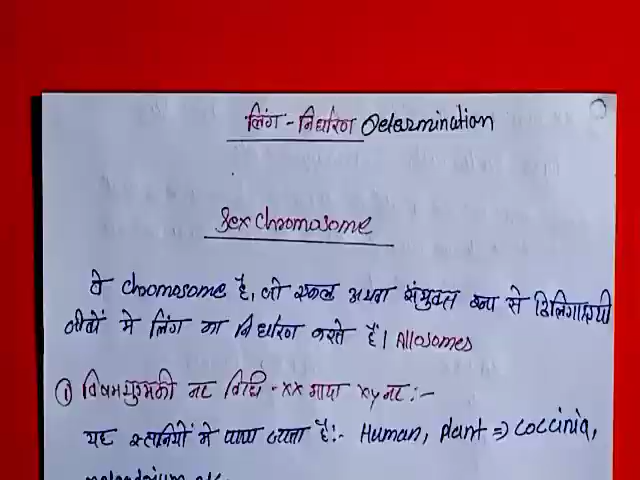 लिंग - निर्धारण Determination
Sex chromosome
वे chromosome है, जो एकल अथवा संयुक्त रूप से द्विलिंगाश्रयी
जीवों में लिंग का निर्धारण करते हैं। Allosomes
① विषमयुग्मकी नर विधि - XX मादा XY नर :-
यह स्तनियों में पाया जाता है :- Human, plant ⇒ coccinia,